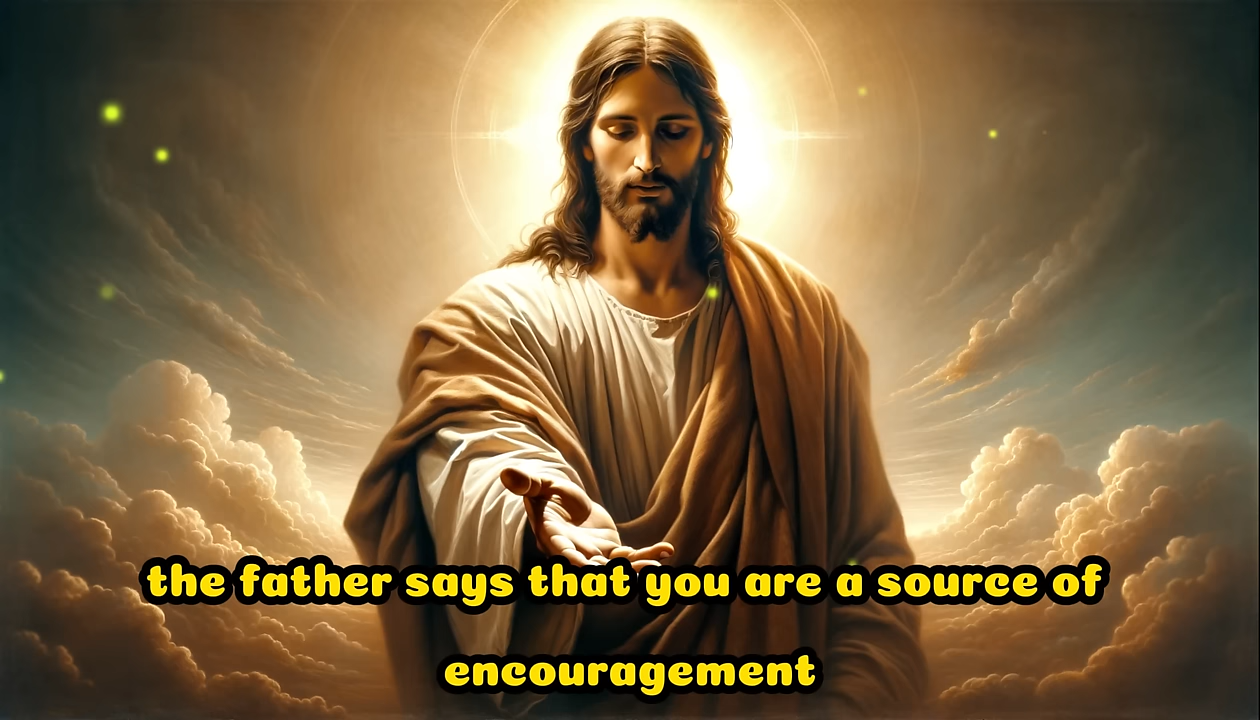 the father says that you are a source of
encouragement